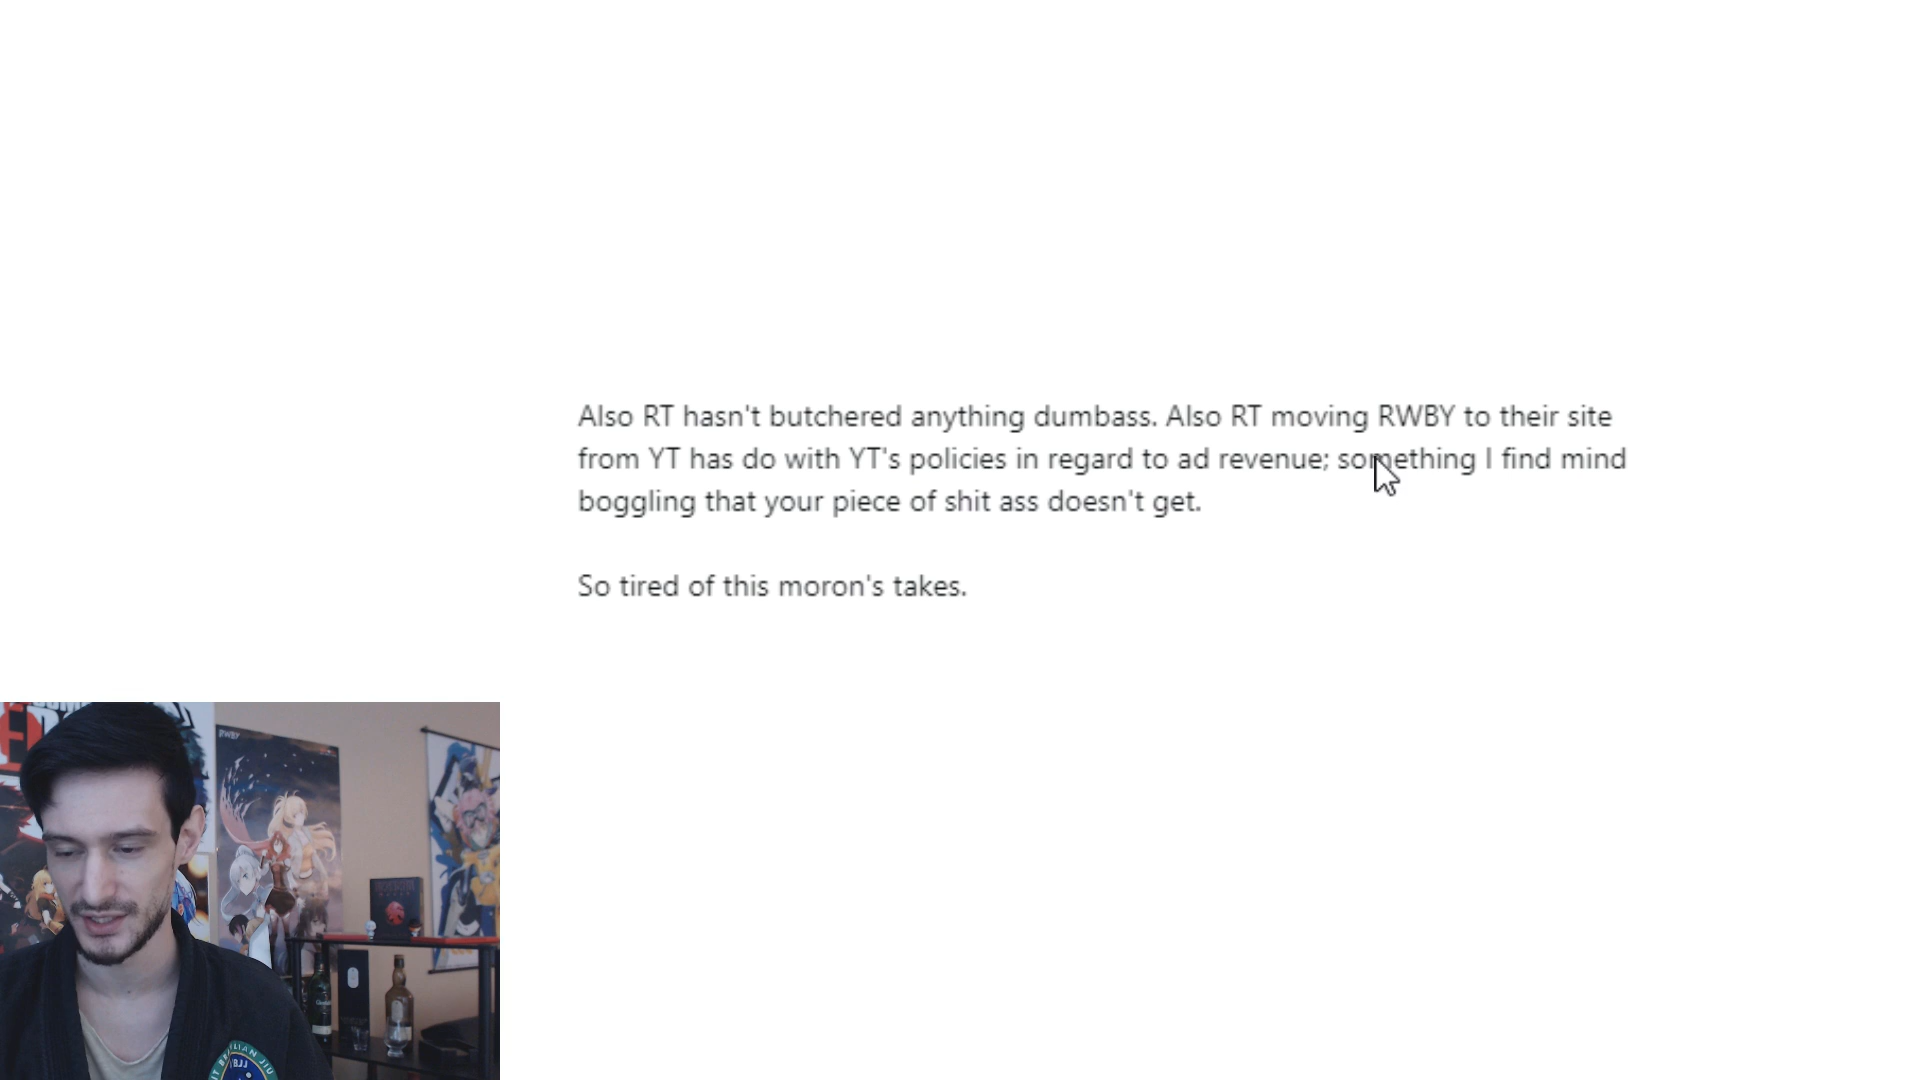 Also RT hasn't butchered anything dumbass. Also RT moving RWBY to their site
from YT has do with YT's policies in regard to ad revenue; something I find mind
boggling that your piece of shit ass doesn't get.
So tired of this moron's takes.
RWBY
BJJ